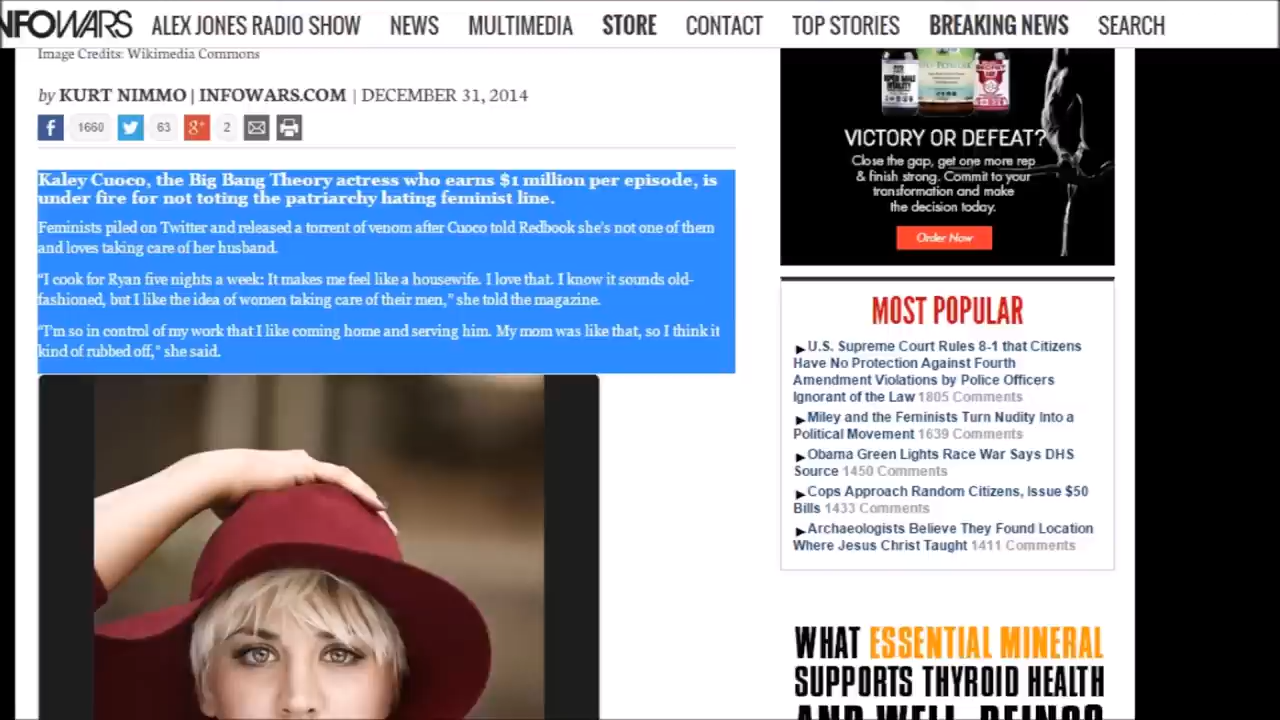 NFOWARS ALEX JONES RADIO SHOW NEWS MULTIMEDIA STORE CONTACT TOP STORIES BREAKING NEWS SEARCH
Image Credits: Wikimedia Commons
by KURT NIMMO | INFOWARS.COM | DECEMBER 31, 2014
1660 63 2
Kaley Cuoco, the Big Bang Theory actress who earns $1 million per episode, is
under fire for not toting the patriarchy hating feminist line.
Feminists piled on Twitter and released a torrent of venom after Cuoco told Redbook she's not one of them
and loves taking care of her husband.
“I cook for Ryan five nights a week: It makes me feel like a housewife. I love that. I know it sounds old-
fashioned, but I like the idea of women taking care of their men,” she told the magazine.
“I'm so in control of my work that I like coming home and serving him. My mom was like that, so I think it
kind of rubbed off,” she said.
VICTORY OR DEFEAT?
Close the gap, get one more rep
& finish strong. Commit to your
transformation and make
the decision today.
Order Now
MOST POPULAR
U.S. Supreme Court Rules 8-1 that Citizens
Have No Protection Against Fourth
Amendment Violations by Police Officers
Ignorant of the Law 1805 Comments
Miley and the Feminists Turn Nudity Into a
Political Movement 1639 Comments
Obama Green Lights Race War Says DHS
Source 1450 Comments
Cops Approach Random Citizens, Issue $50
Bills 1433 Comments
Archaeologists Believe They Found Location
Where Jesus Christ Taught 1411 Comments
WHAT ESSENTIAL MINERAL
SUPPORTS THYROID HEALTH
AND WELL-BEING?